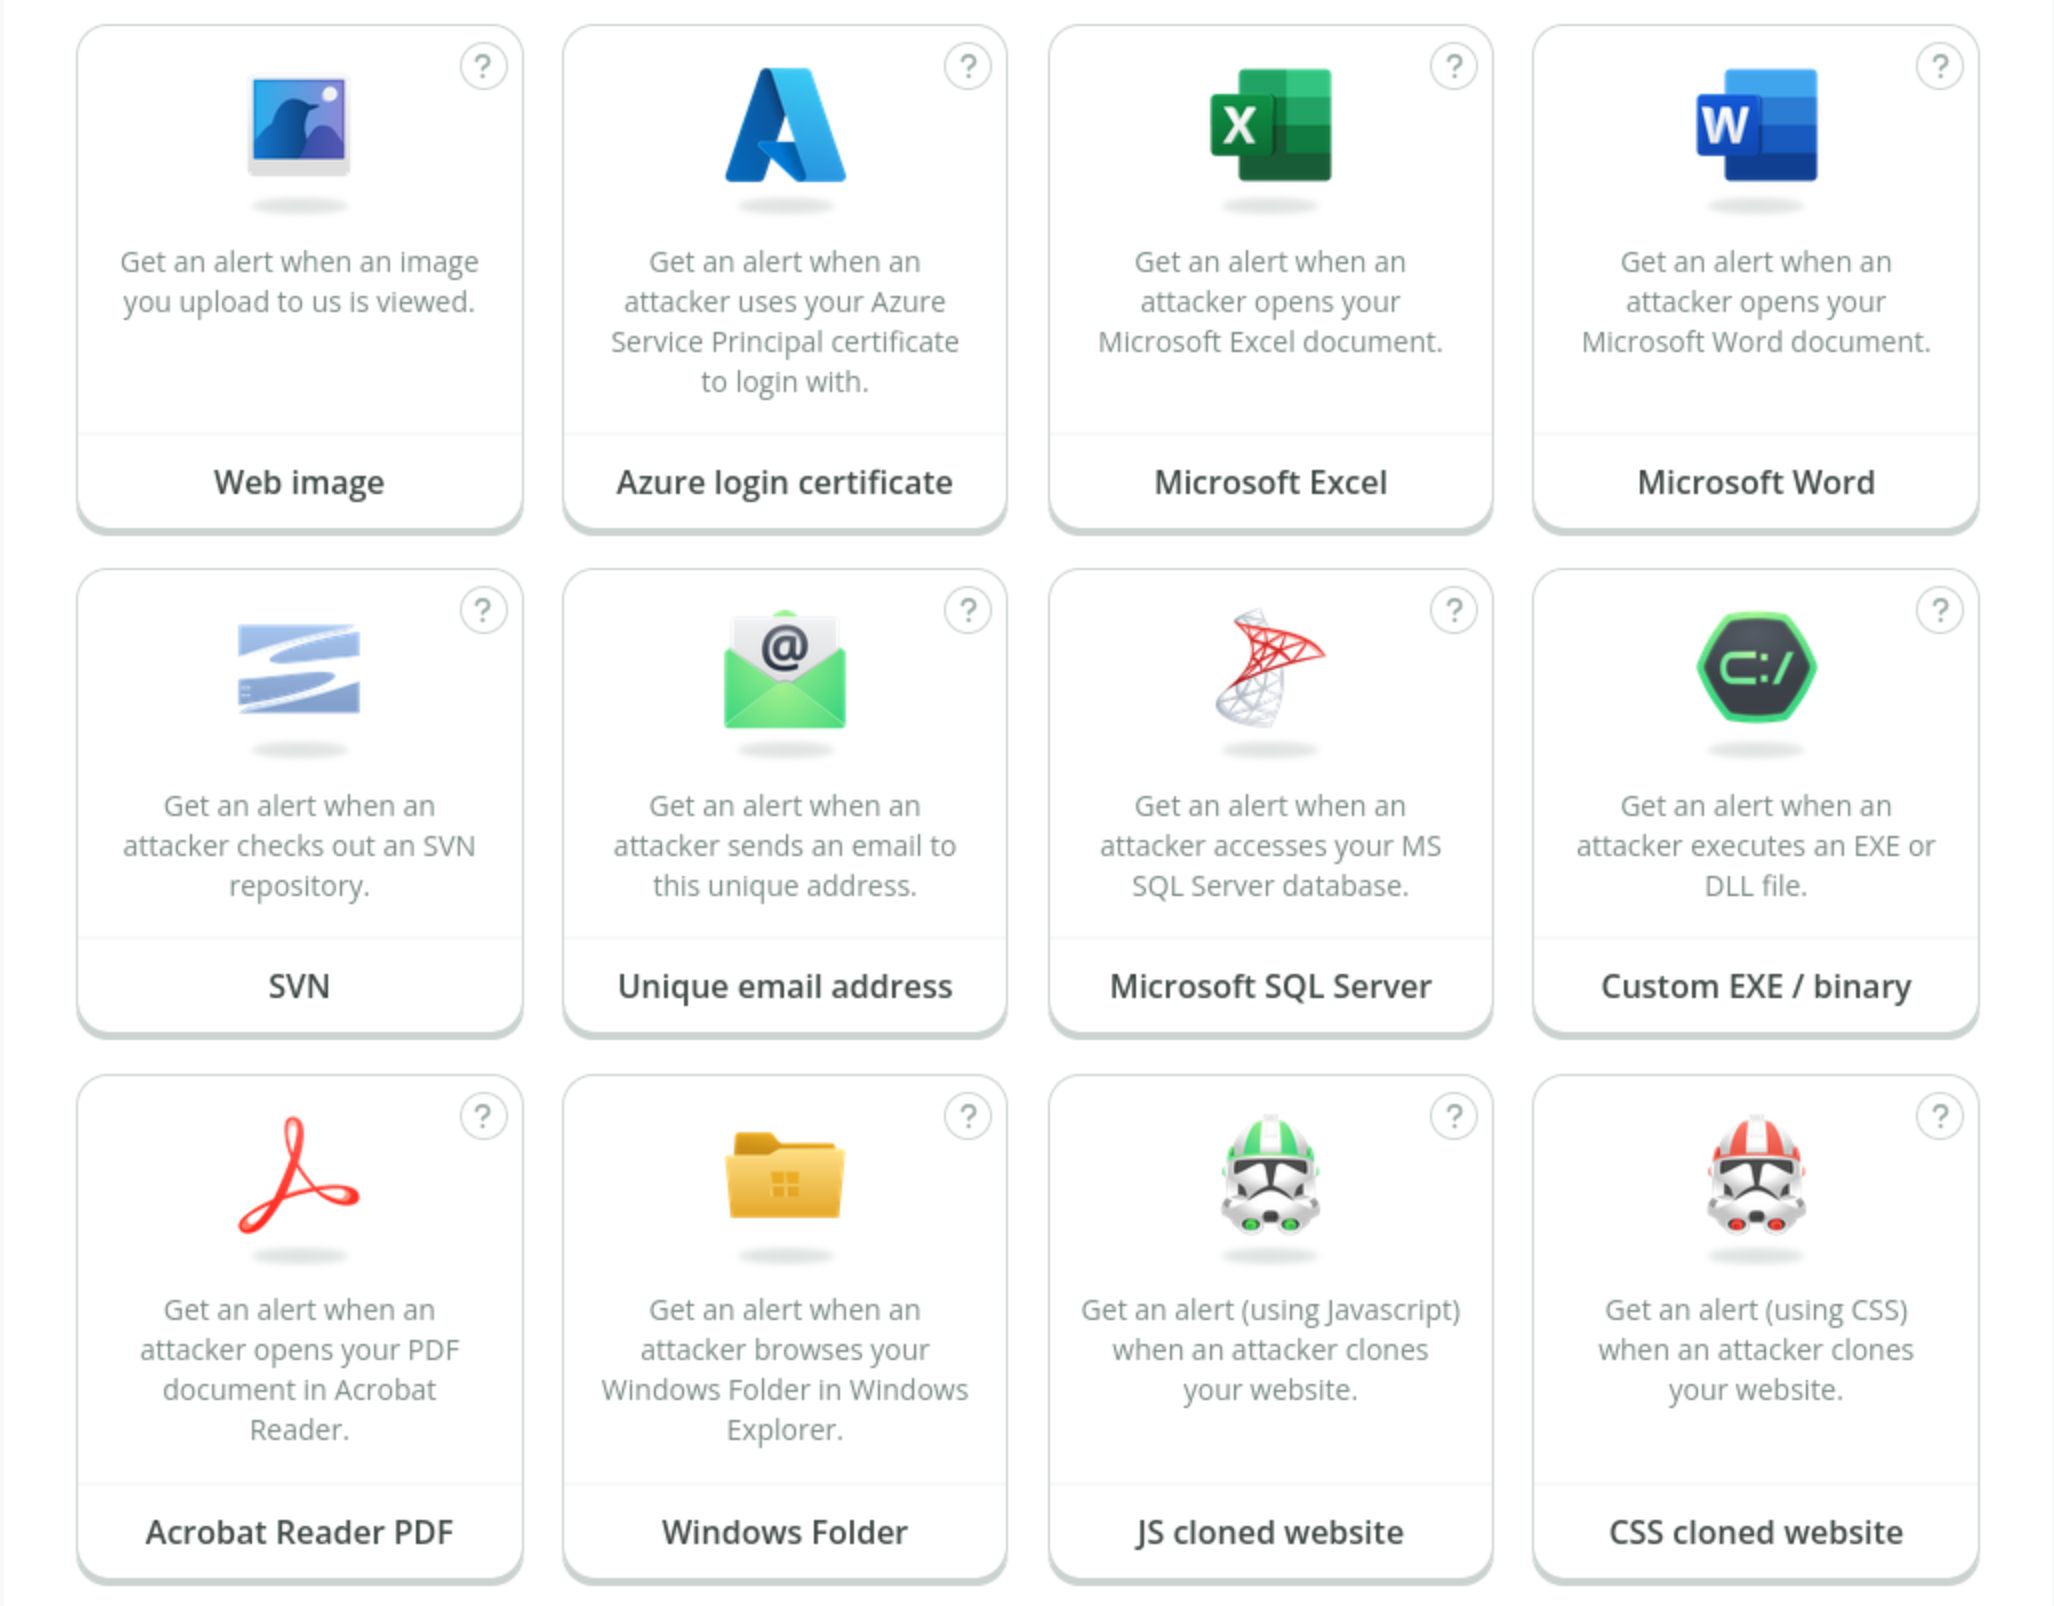 ?
?
?
?
X
W
Get an alert when an image
you upload to us is viewed.
Get an alert when an
attacker uses your Azure
Service Principal certificate
to login with.
Get an alert when an
attacker opens your
Microsoft Excel document.
Get an alert when an
attacker opens your
Microsoft Word document.
Web image
Azure login certificate
Microsoft Excel
Microsoft Word
?
?
?
?
@
C:/
Get an alert when an
attacker checks out an SVN
repository.
Get an alert when an
attacker sends an email to
this unique address.
Get an alert when an
attacker accesses your MS
SQL Server database.
Get an alert when an
attacker executes an EXE or
DLL file.
SVN
Unique email address
Microsoft SQL Server
Custom EXE / binary
?
?
?
?
Get an alert when an
attacker opens your PDF
document in Acrobat
Reader.
Get an alert when an
attacker browses your
Windows Folder in Windows
Explorer.
Get an alert (using Javascript)
when an attacker clones
your website.
Get an alert (using CSS)
when an attacker clones
your website.
Acrobat Reader PDF
Windows Folder
JS cloned website
CSS cloned website